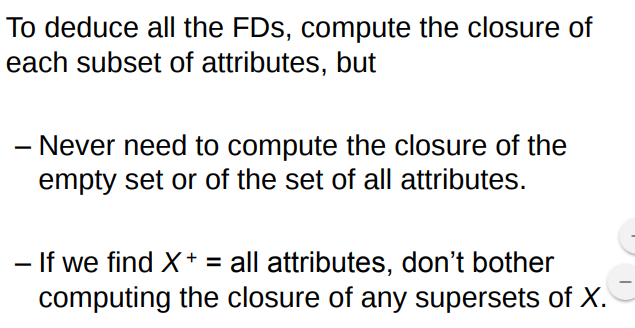 To deduce all the FDs, compute the closure of
each subset of attributes, but
– Never need to compute the closure of the
empty set or of the set of all attributes.
– If we find X + = all attributes, don’t bother
computing the closure of any supersets of X.